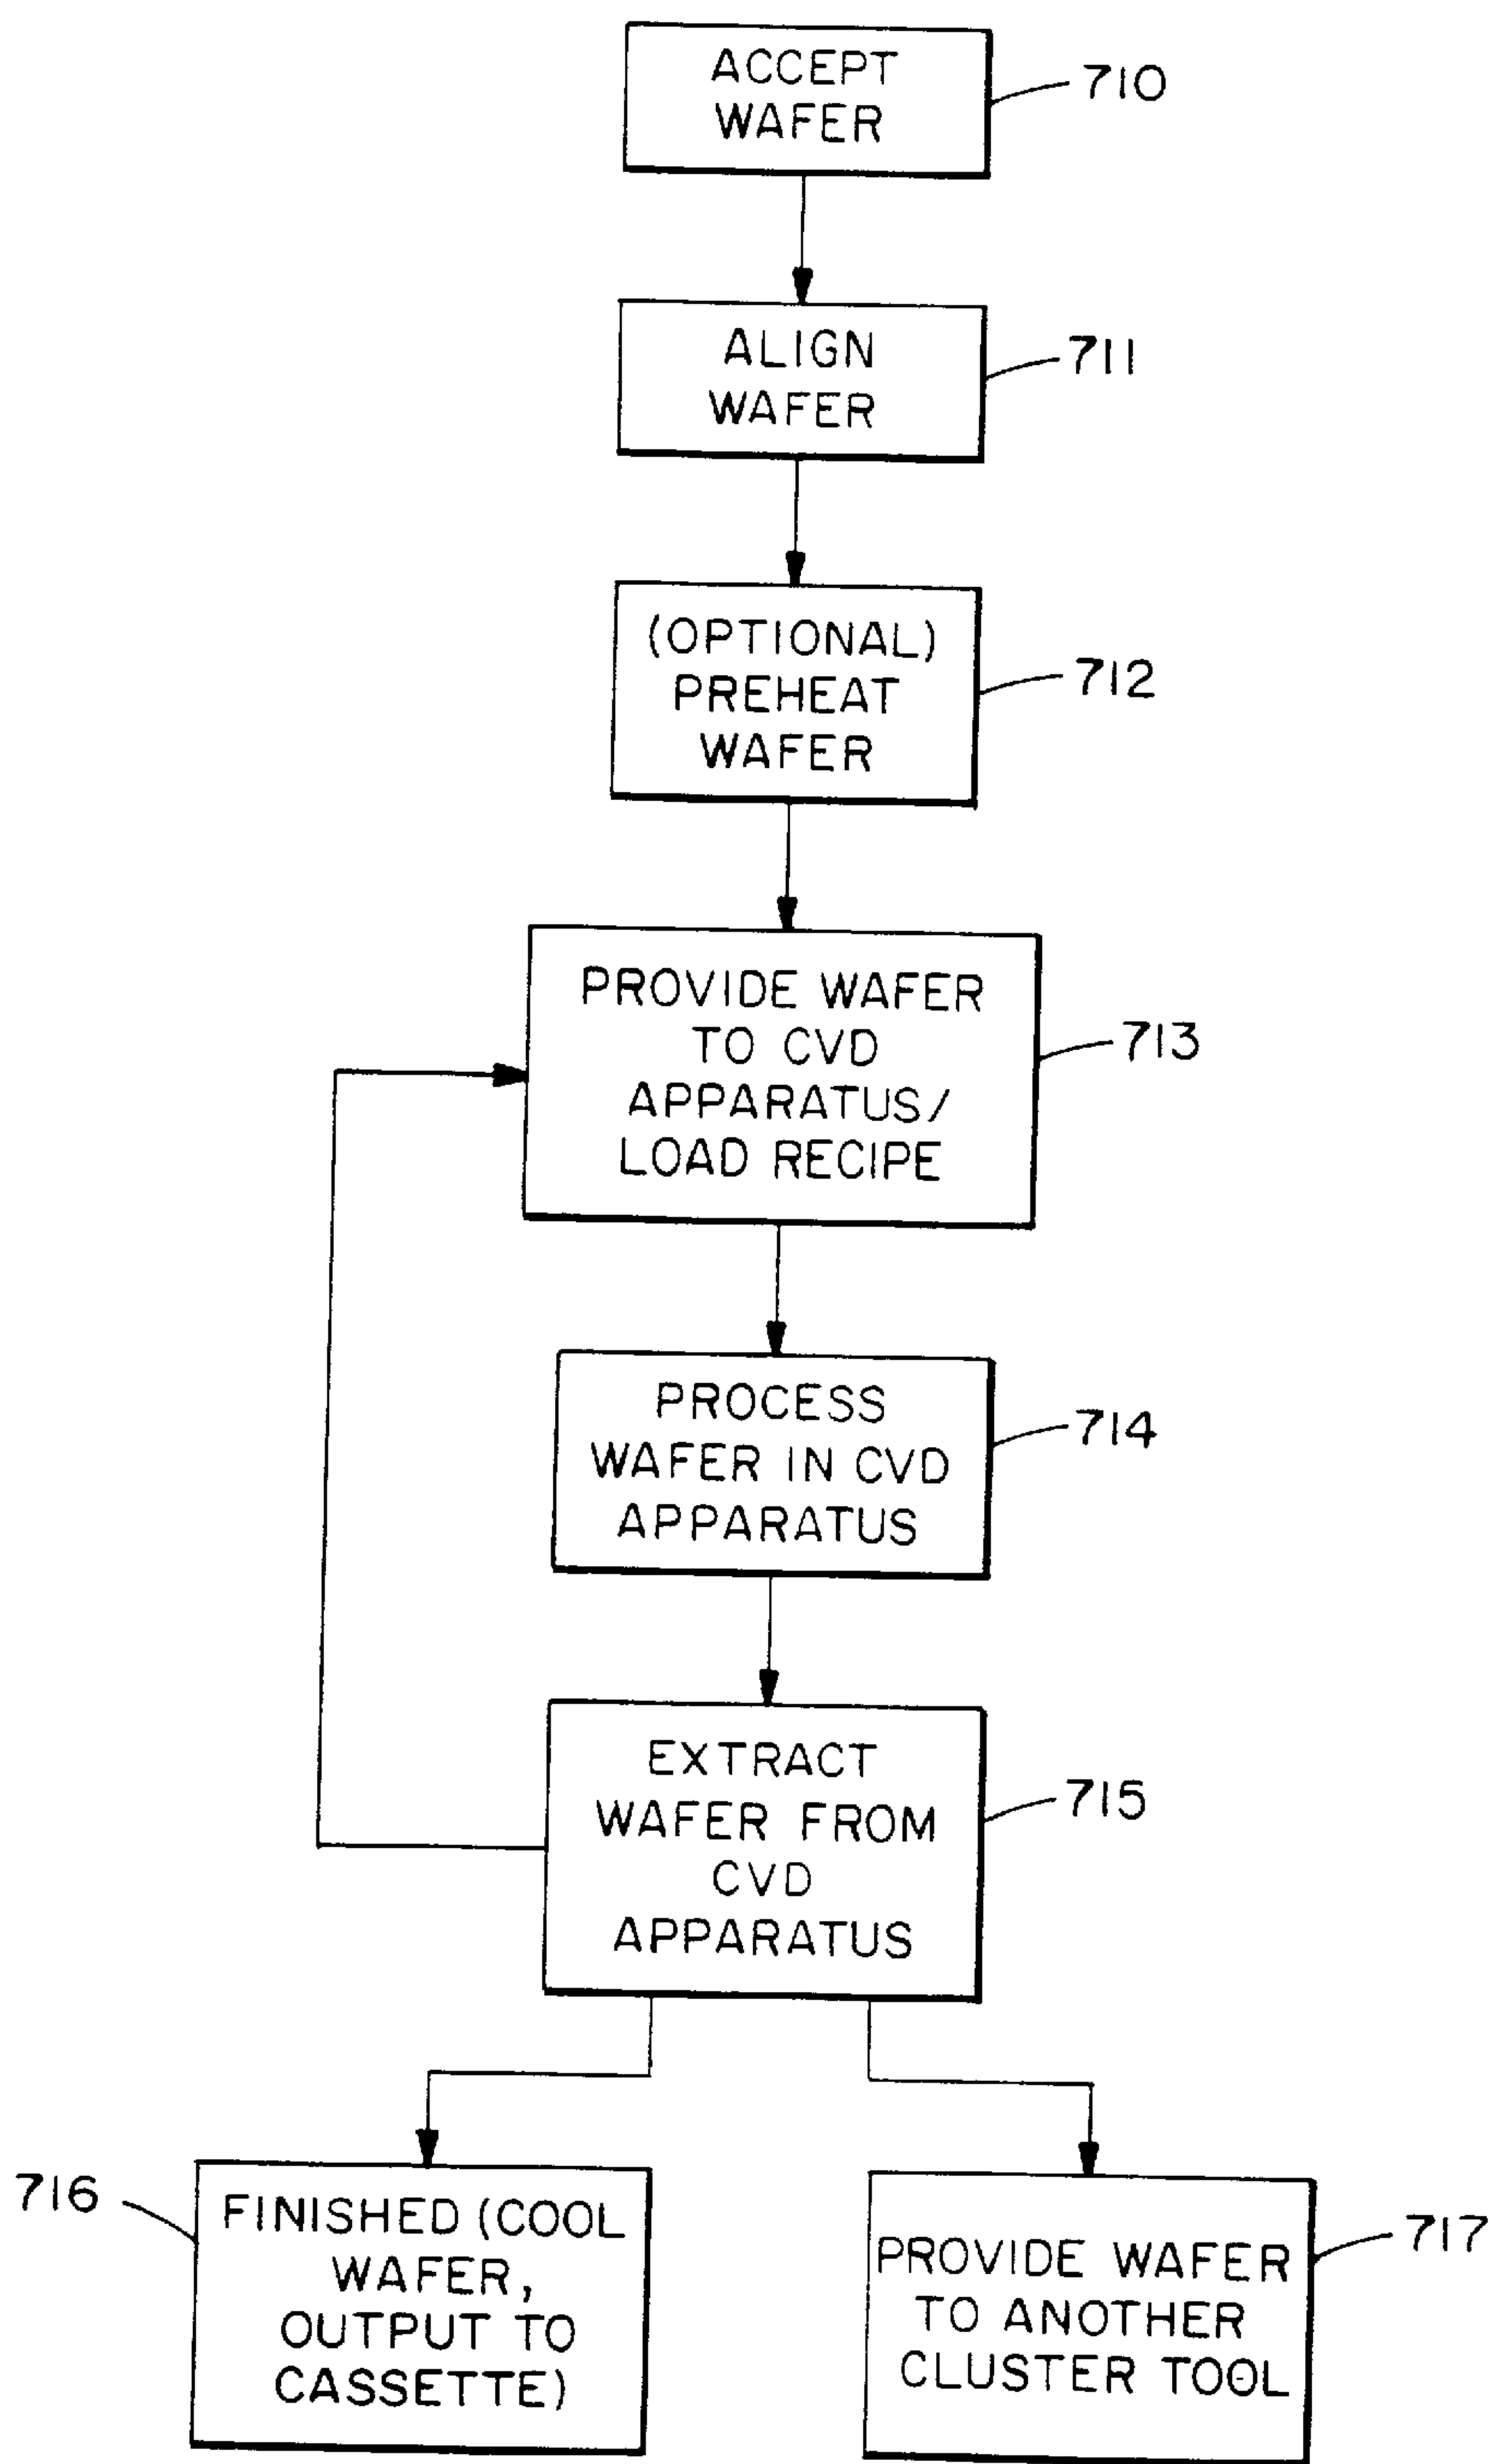 ACCEPT
WAFER
710
ALIGN
WAFER
711
(OPTIONAL)
PREHEAT
WAFER
712
PROVIDE WAFER
TO CVD
APPARATUS/
LOAD RECIPE
713
PROCESS
WAFER IN CVD
APPARATUS
714
EXTRACT
WAFER FROM
CVD
APPARATUS
715
716
FINISHED (COOL
WAFER,
OUTPUT TO
CASSETTE)
PROVIDE WAFER
TO ANOTHER
CLUSTER TOOL
717